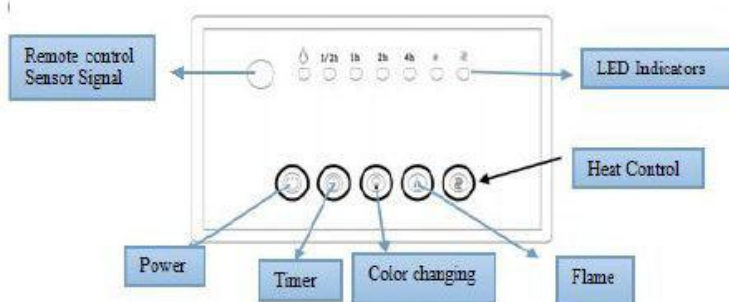 Remote control
Sensor Signal
1/2h 1h 2h 4h
LED Indicators
Heat Control
Power
Timer
Color changing
Flame